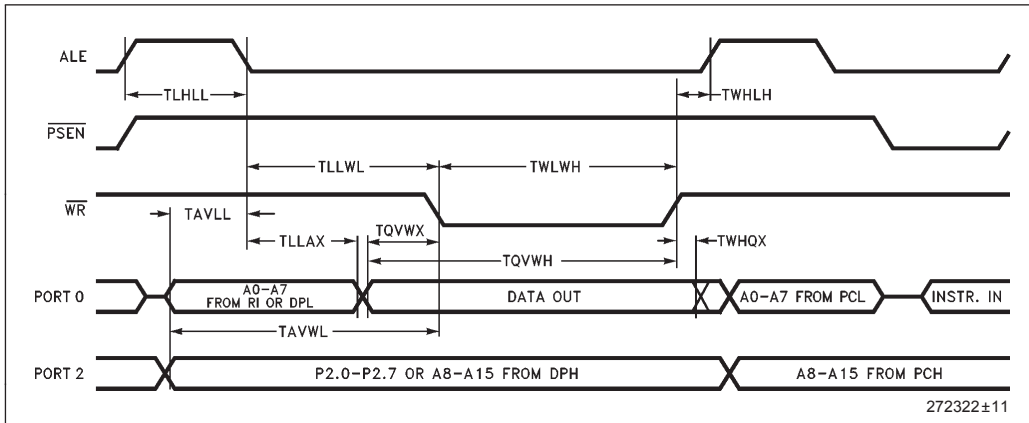 ALE
TLHLL
TWHLH
PSEN
TLLWL
TWLWH
WR
TAVLL
TLLAX
TQVWX
TWHQX
TQVWH
PORT 0
A0–A7
FROM RI OR DPL
DATA OUT
A0–A7 FROM PCL
INSTR. IN
TAVWL
PORT 2
P2.0–P2.7 OR A8–A15 FROM DPH
A8–A15 FROM PCH
272322±11